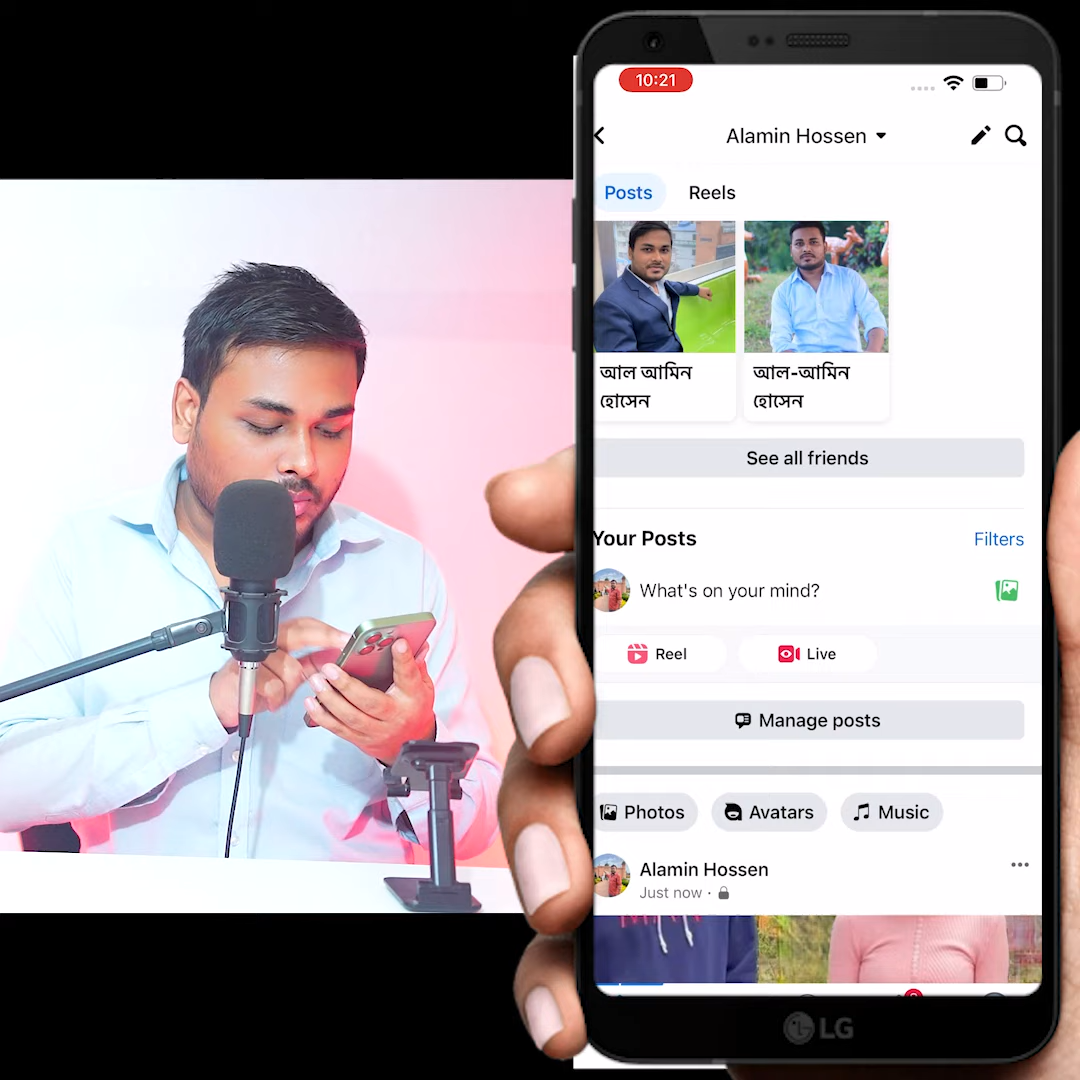 10:21
Alamin Hossen
Posts
Reels
আল আমিন
হোসেন
আল-আমিন
হোসেন
See all friends
Your Posts
Filters
What's on your mind?
Reel
Live
Manage posts
Photos
Avatars
Music
Alamin Hossen
Just now ·
LG